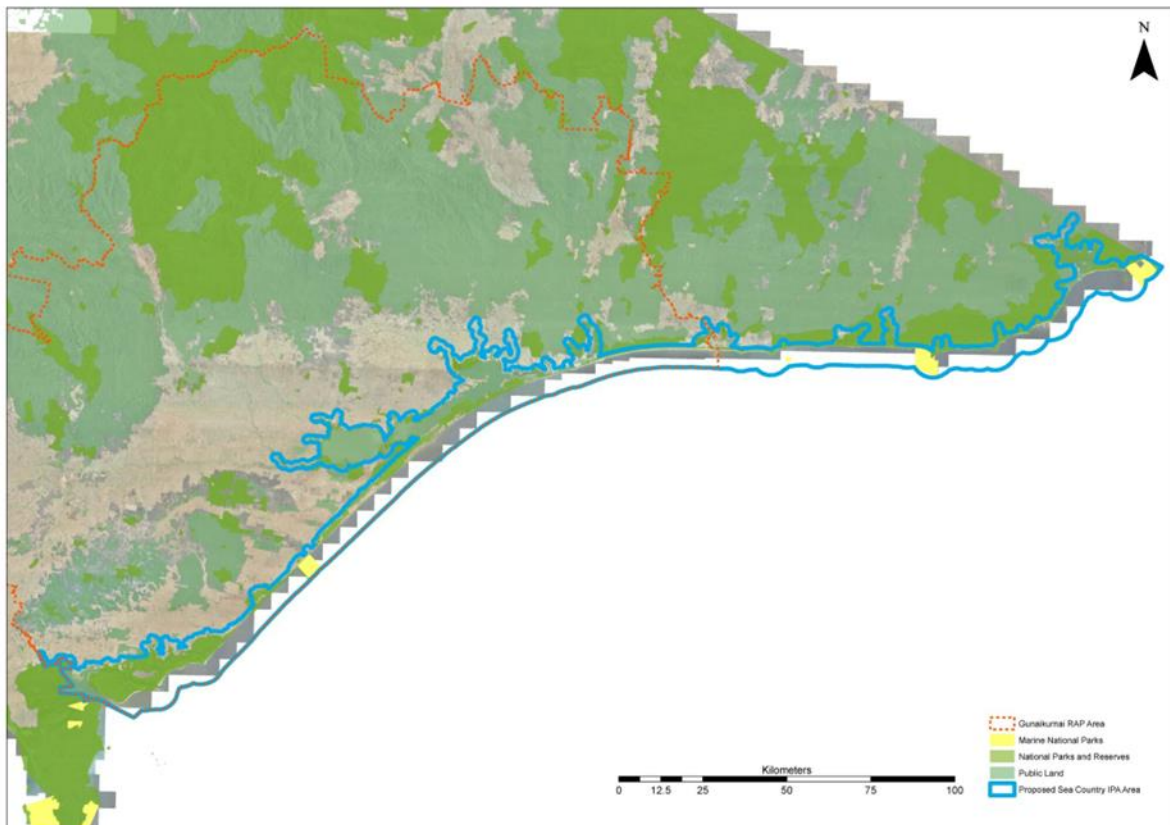 N
Gunaikurnai RAP Area
Marine National Parks
National Parks and Reserves
Public Land
Proposed Sea Country IPA Area
Kilometers
0 12.5 25 50 75 100